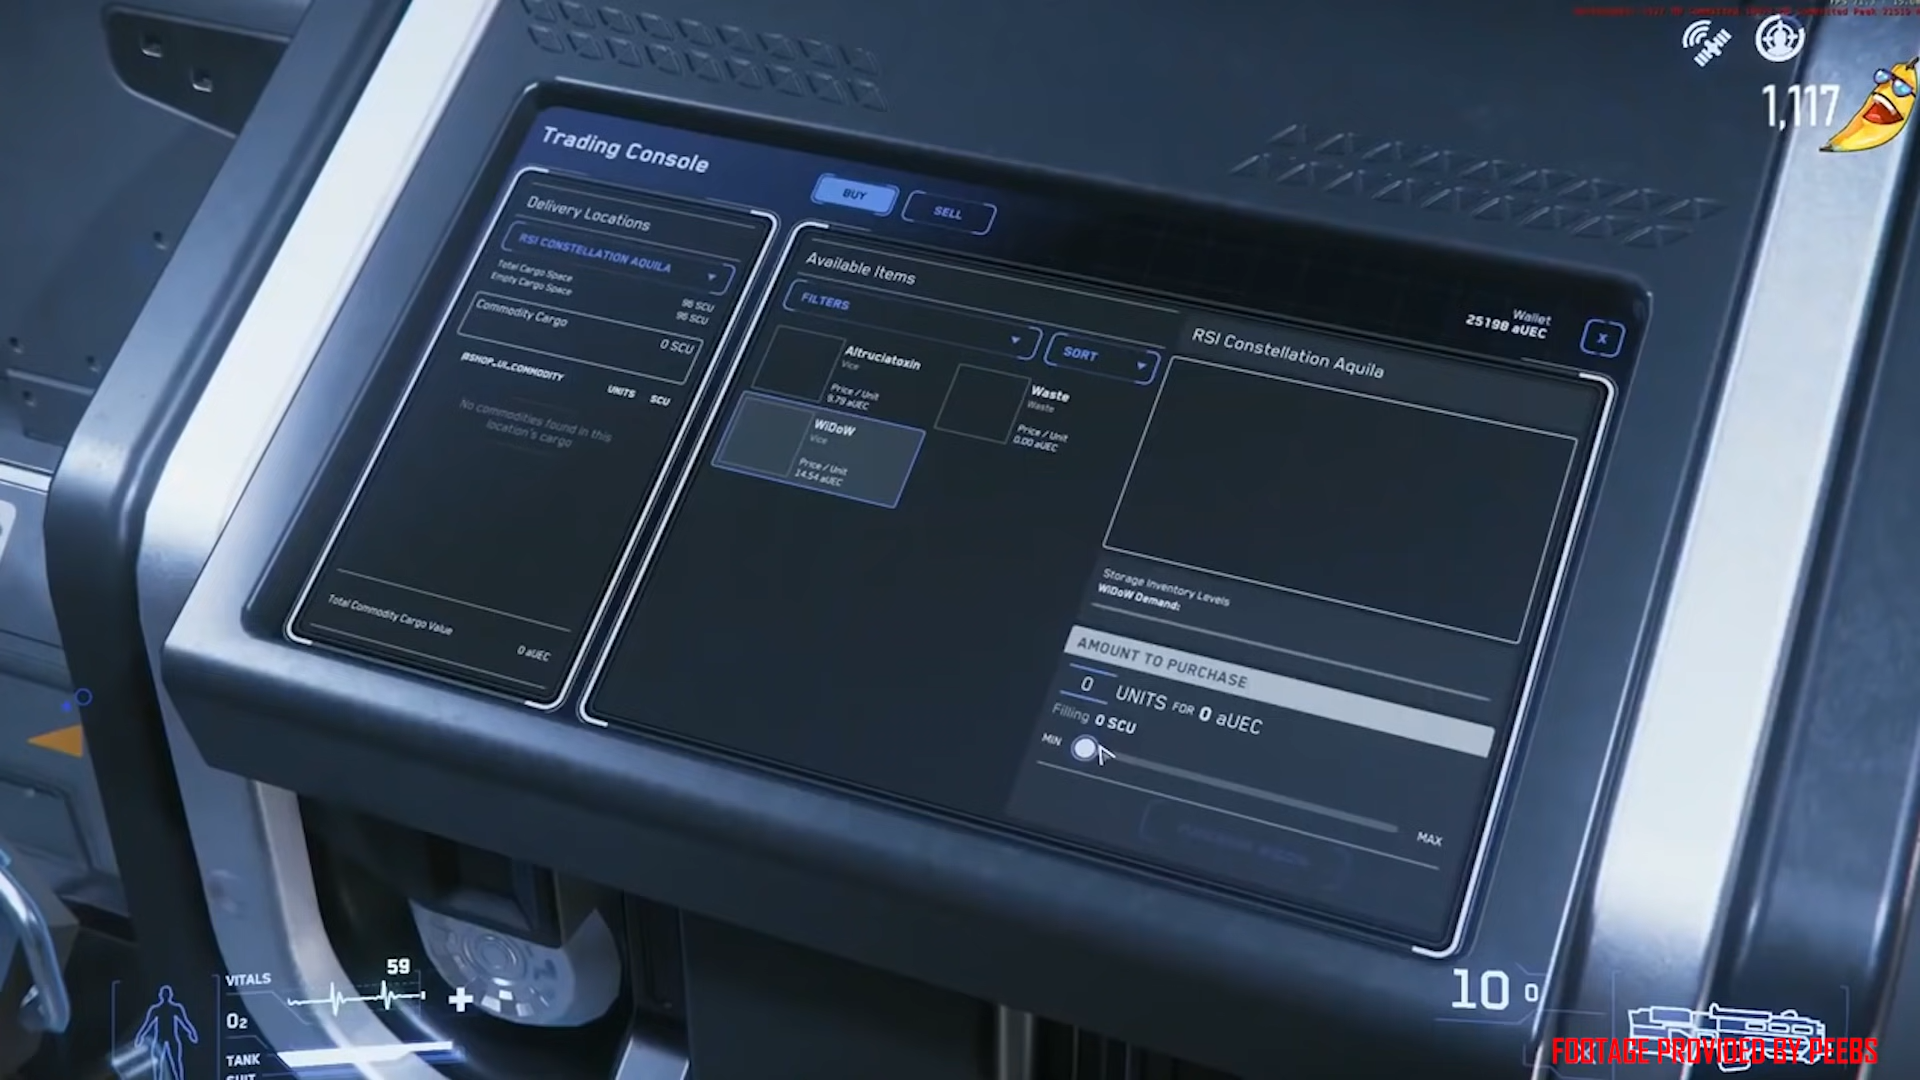 1,117
Trading Console
BUY
SELL
Delivery Locations
RSI CONSTELLATION AQUILA
Total Cargo Space 96 SCU
Empty Cargo Space 96 SCU
Commodity Cargo
0 SCU
@SHOP_UI_COMMODITY UNITS SCU
No commodities found in this
location's cargo
Total Commodity Cargo Value
0 aUEC
Available Items
FILTERS
SORT
Altruciatoxin
Vice
Price / Unit
9.79 aUEC
Waste
Waste
Price / Unit
0.00 aUEC
WiDoW
Vice
Price / Unit
14.54 aUEC
Wallet
25198 aUEC
X
RSI Constellation Aquila
Storage Inventory Levels
WiDoW Demand:
AMOUNT TO PURCHASE
0 UNITS FOR 0 aUEC
Filling 0 SCU
MIN
MAX
VITALS
59
O2
TANK
SUIT
10 0
FOOTAGE PROVIDED BY PEEBS